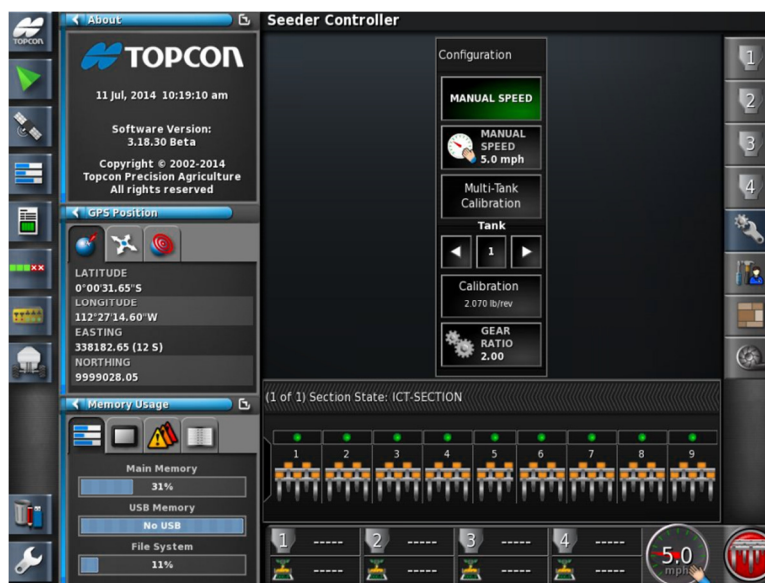 TOPCON
About
TOPCON
11 Jul, 2014 10:19:10 am
Software Version:
3.18.30 Beta
Copyright © 2002-2014
Topcon Precision Agriculture
All rights reserved
GPS Position
LATITUDE
0°00'31.65"S
LONGITUDE
112°27'14.60"W
EASTING
338182.65 (12 S)
NORTHING
9999028.05
Memory Usage
Main Memory
31%
USB Memory
No USB
File System
11%
Seeder Controller
Configuration
MANUAL SPEED
MANUAL
SPEED
5.0 mph
Multi-Tank
Calibration
Tank
1
Calibration
2.070 lb/rev
GEAR
RATIO
2.00
1
2
3
4
(1 of 1) Section State: ICT-SECTION
1 2 3 4 5 6 7 8 9
1 ----- 2 ----- 3 ----- 4 -----
----- ----- ----- -----
5.0
mph